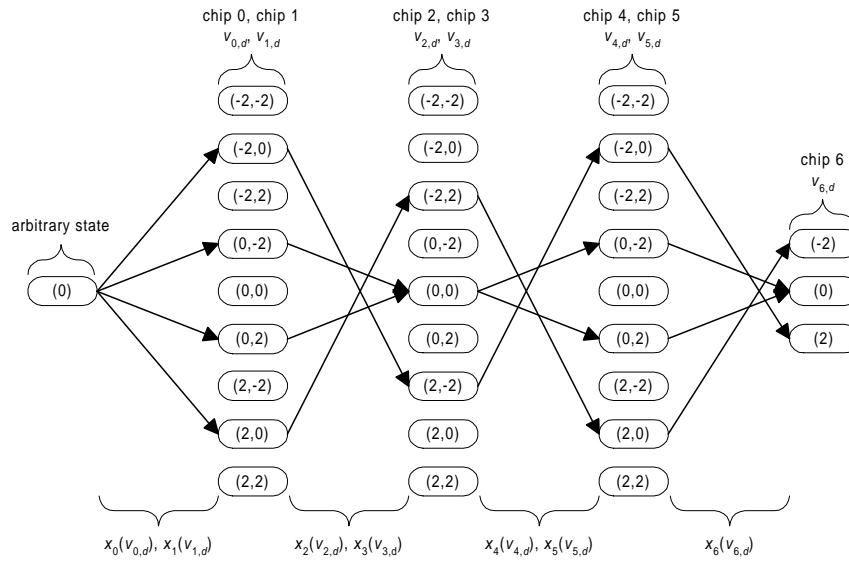 chip 0, chip 1
v0,d, v1,d
chip 2, chip 3
v2,d, v3,d
chip 4, chip 5
v4,d, v5,d
chip 6
v6,d
arbitrary state
(0)
(-2,-2)
(-2,0)
(-2,2)
(0,-2)
(0,0)
(0,2)
(2,-2)
(2,0)
(2,2)
(-2,-2)
(-2,0)
(-2,2)
(0,-2)
(0,0)
(0,2)
(2,-2)
(2,0)
(2,2)
(-2,-2)
(-2,0)
(-2,2)
(0,-2)
(0,0)
(0,2)
(2,-2)
(2,0)
(2,2)
(-2)
(0)
(2)
x0(v0,d), x1(v1,d)
x2(v2,d), x3(v3,d)
x4(v4,d), x5(v5,d)
x6(v6,d)